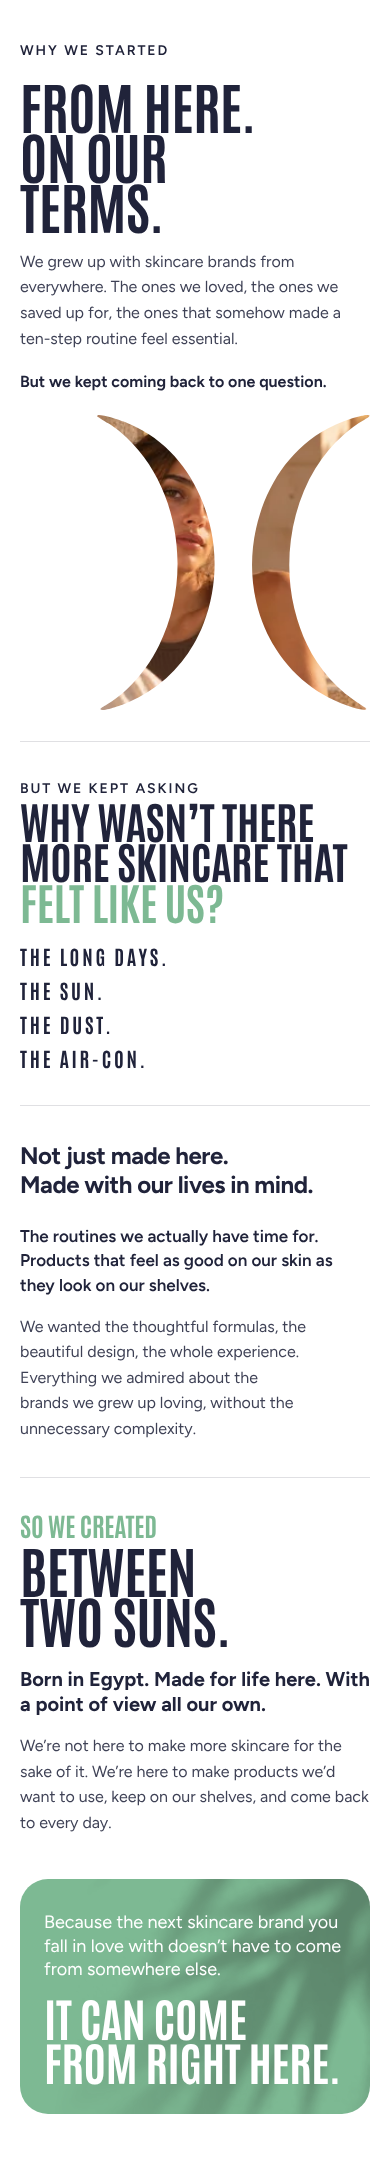 WHY WE STARTED
FROM HERE.
ON OUR
TERMS.
We grew up with skincare brands from
everywhere. The ones we loved, the ones we
saved up for, the ones that somehow made a
ten-step routine feel essential.
But we kept coming back to one question.
BUT WE KEPT ASKING
WHY WASN’T THERE
MORE SKINCARE THAT
FELT LIKE US?
THE LONG DAYS.
THE SUN.
THE DUST.
THE AIR-CON.
Not just made here.
Made with our lives in mind.
The routines we actually have time for.
Products that feel as good on our skin as
they look on our shelves.
We wanted the thoughtful formulas, the
beautiful design, the whole experience.
Everything we admired about the
brands we grew up loving, without the
unnecessary complexity.
SO WE CREATED
BETWEEN
TWO SUNS.
Born in Egypt. Made for life here. With
a point of view all our own.
We’re not here to make more skincare for the
sake of it. We’re here to make products we’d
want to use, keep on our shelves, and come back
to every day.
Because the next skincare brand you
fall in love with doesn’t have to come
from somewhere else.
IT CAN COME
FROM RIGHT HERE.